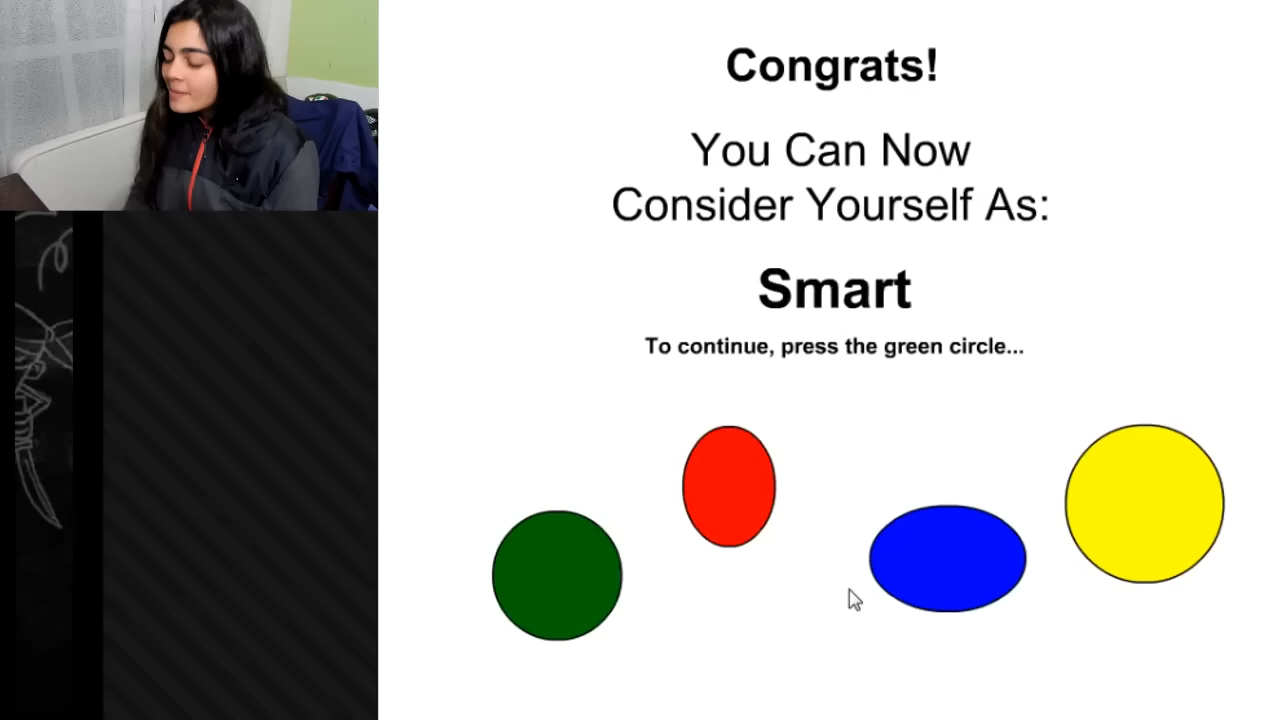 Congrats!
You Can Now
Consider Yourself As:
Smart
To continue, press the green circle...